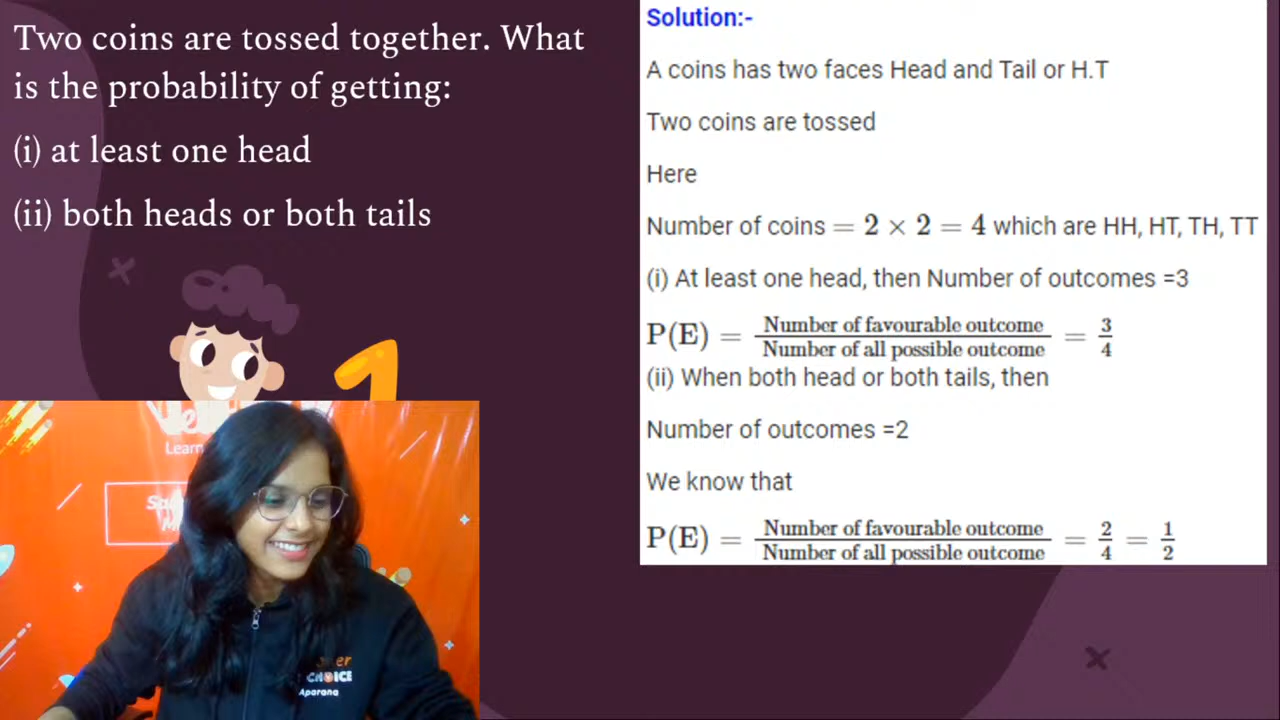 Two coins are tossed together. What
is the probability of getting:
(i) at least one head
(ii) both heads or both tails
Solution:-
A coins has two faces Head and Tail or H.T
Two coins are tossed
Here
Number of coins = 2 × 2 = 4 which are HH, HT, TH, TT
(i) At least one head, then Number of outcomes =3
P(E) = Number of favourable outcome / Number of all possible outcome = 3/4
(ii) When both head or both tails, then
Number of outcomes =2
We know that
P(E) = Number of favourable outcome / Number of all possible outcome = 2/4 = 1/2
Learn
CHOICE
Aparana